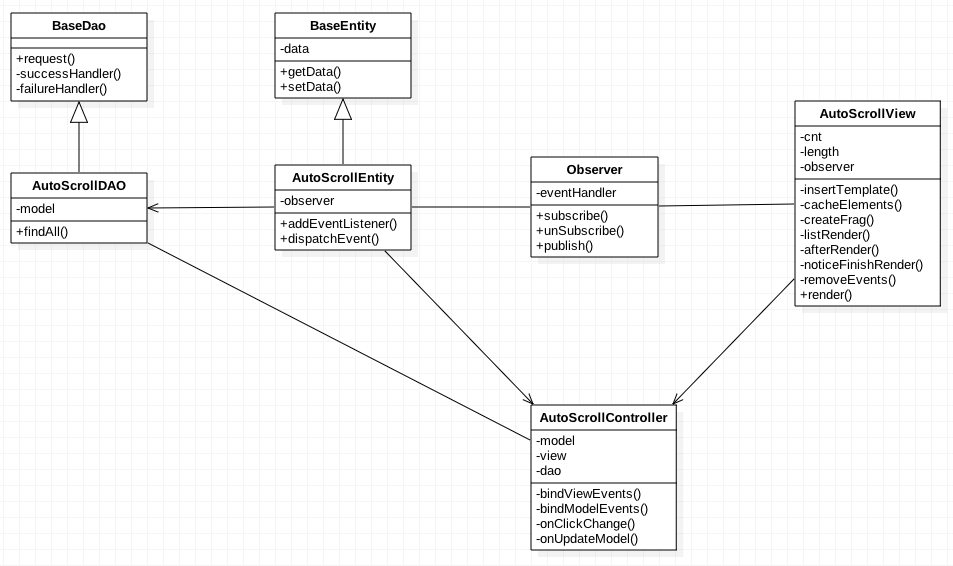 BaseDao
+request()
-successHandler()
-failureHandler()
BaseEntity
-data
+getData()
+setData()
AutoScrollView
-cnt
-length
-observer
-insertTemplate()
-cacheElements()
-createFrag()
-listRender()
-afterRender()
-noticeFinishRender()
-removeEvents()
+render()
AutoScrollDAO
-model
+findAll()
AutoScrollEntity
-observer
+addEventListener()
+dispatchEvent()
Observer
-eventHandler
+subscribe()
+unSubscribe()
+publish()
AutoScrollController
-model
-view
-dao
-bindViewEvents()
-bindModelEvents()
-onClickChange()
-onUpdateModel()